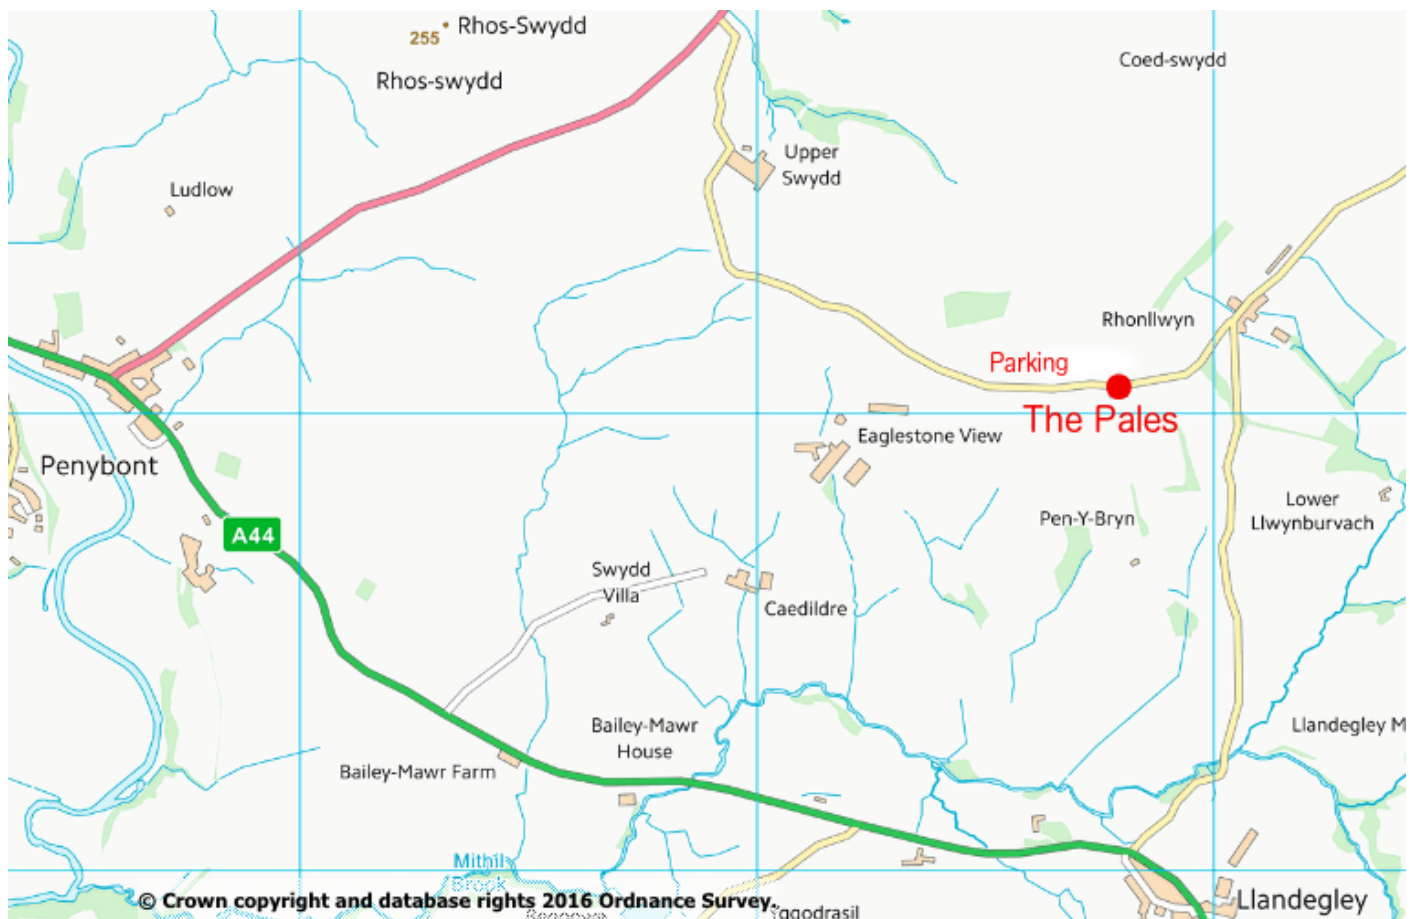 Rhos-Swydd
255
Rhos-swydd
Coed-swydd
Upper
Swydd
Ludlow
Rhonllwyn
Parking
The Pales
Eaglestone View
Penybont
Lower
Llwynburvach
Pen-Y-Bryn
A44
Swydd
Villa
Caedildre
Bailey-Mawr
House
Llandegley M
Bailey-Mawr Farm
Mithil
Brook
© Crown copyright and database rights 2016 Ordnance Survey.
Llandegley